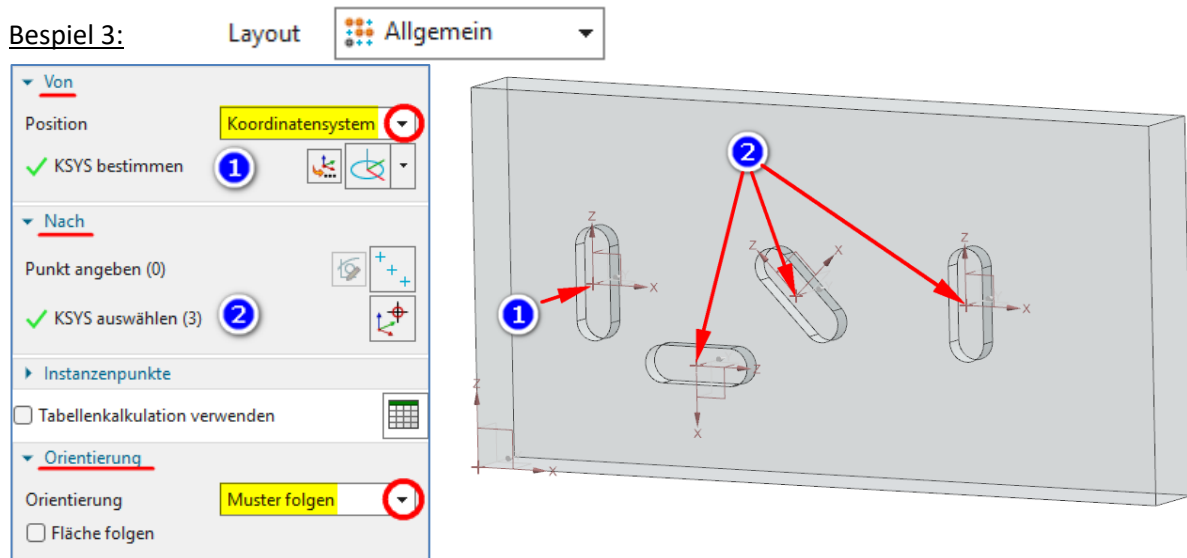 Bespiel 3:
Layout
Allgemein
Von
Position
Koordinatensystem
KSYS bestimmen
1
Nach
Punkt angeben (0)
KSYS auswählen (3)
2
Instanzenpunkte
Tabellenkalkulation verwenden
Orientierung
Orientierung
Muster folgen
Fläche folgen
2
1
Z
X
Z
X
Z
X
Z
X
Z
X